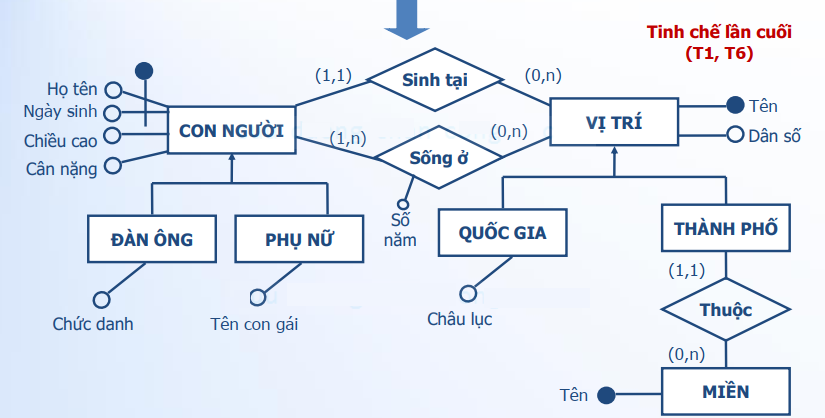 Tinh chế lần cuối
(T1, T6)
(1,1)
Sinh tại
(0,n)
Họ tên
Ngày sinh
Chiều cao
Cân nặng
CON NGƯỜI
(1,n)
(0,n)
Sống ở
VỊ TRÍ
Tên
Dân số
Số
năm
ĐÀN ÔNG
PHỤ NỮ
QUỐC GIA
THÀNH PHỐ
(1,1)
Chức danh
Tên con gái
Châu lục
Thuộc
(0,n)
Tên
MIỀN